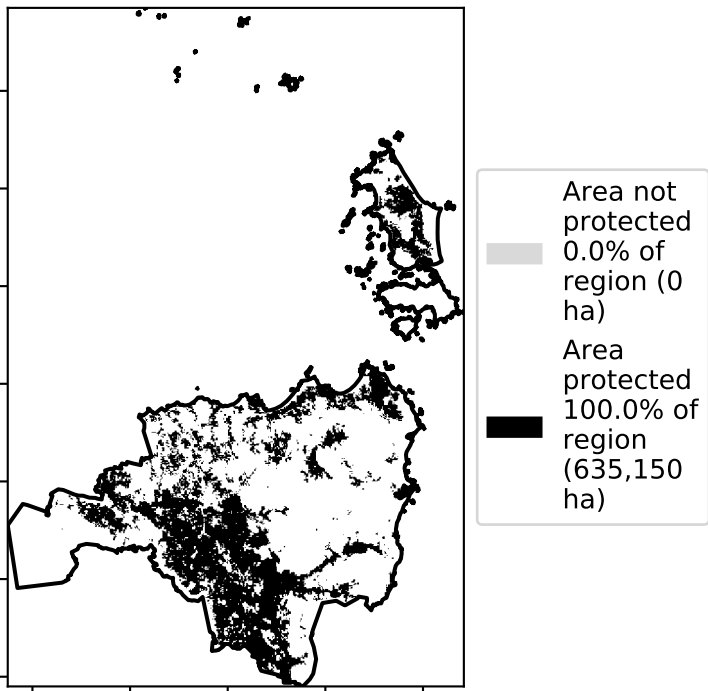 Area not
protected
0.0% of
region (0
ha)
Area
protected
100.0% of
region
(635,150
ha)